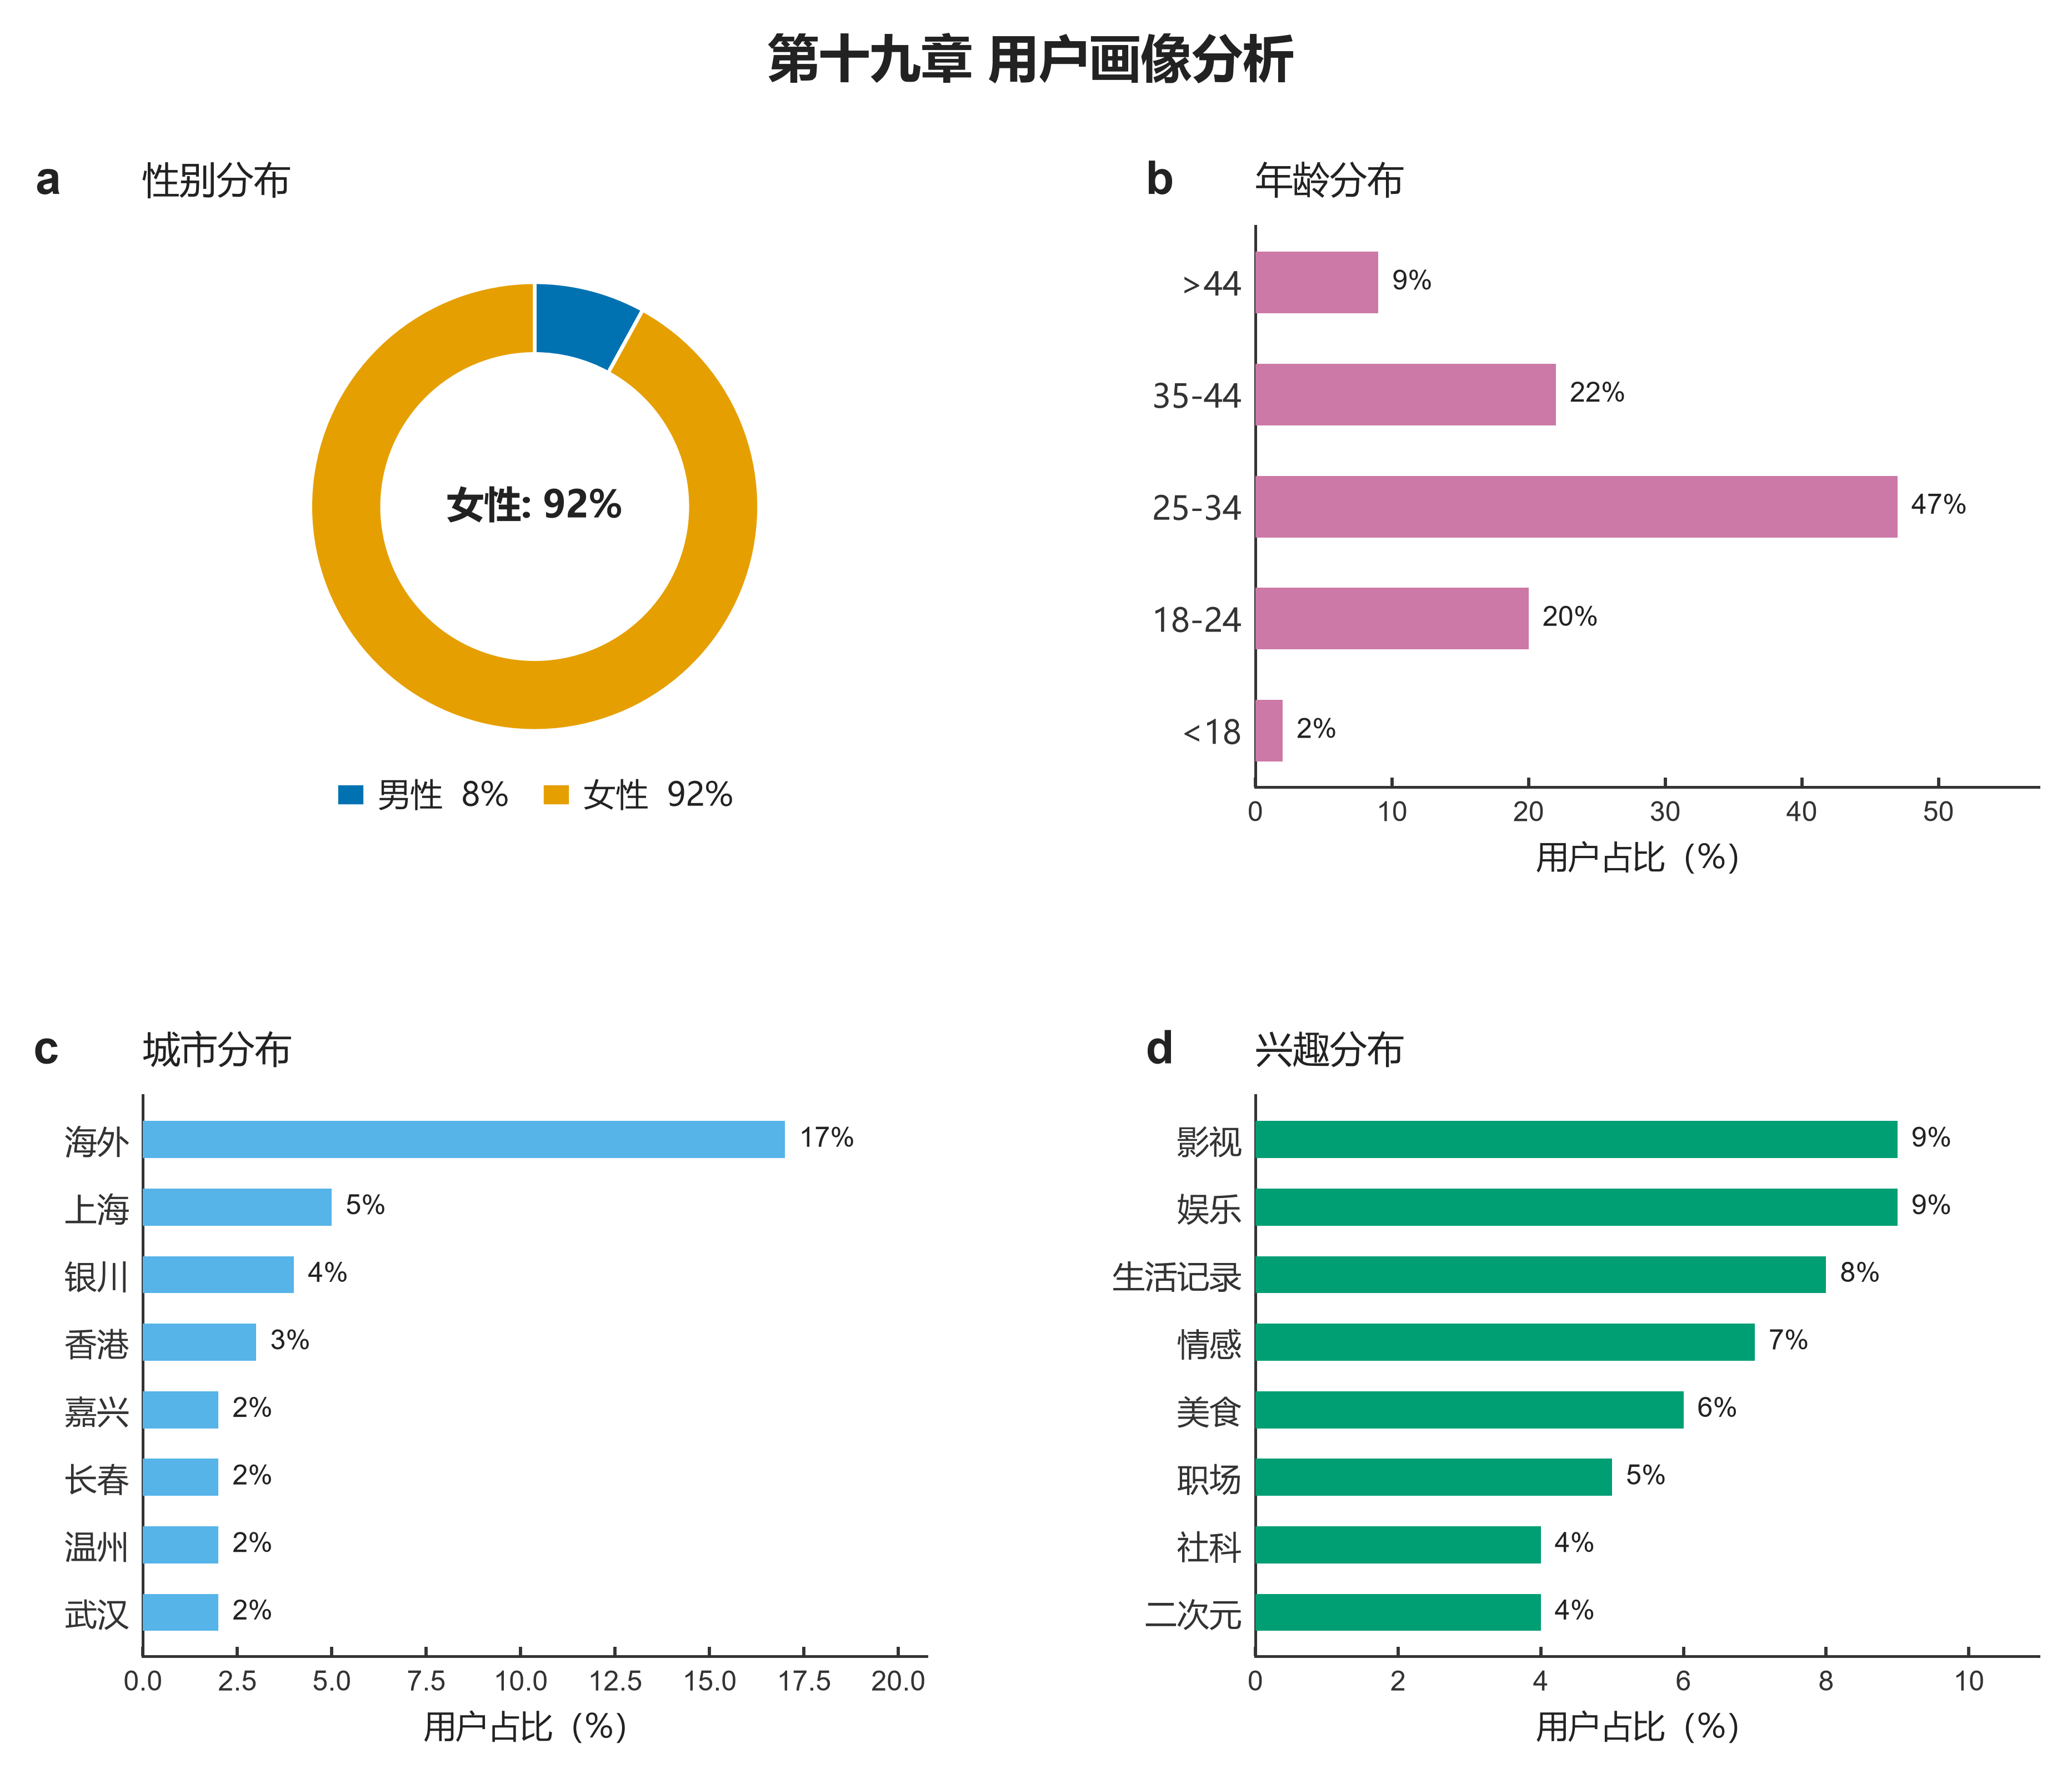 第十九章 用户画像分析
a 性别分布
女性: 92%
男性 8% 女性 92%
b 年龄分布
>44 9%
35-44 22%
25-34 47%
18-24 20%
<18 2%
0 10 20 30 40 50
用户占比（%）
c 城市分布
海外 17%
上海 5%
银川 4%
香港 3%
嘉兴 2%
长春 2%
温州 2%
武汉 2%
0.0 2.5 5.0 7.5 10.0 12.5 15.0 17.5 20.0
用户占比（%）
d 兴趣分布
影视 9%
娱乐 9%
生活记录 8%
情感 7%
美食 6%
职场 5%
社科 4%
二次元 4%
0 2 4 6 8 10
用户占比（%）